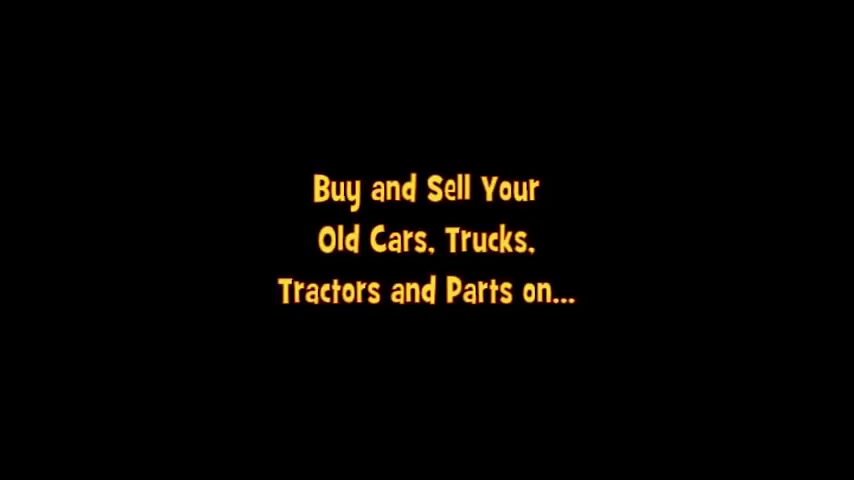 Buy and Sell Your
Old Cars, Trucks,
Tractors and Parts on...